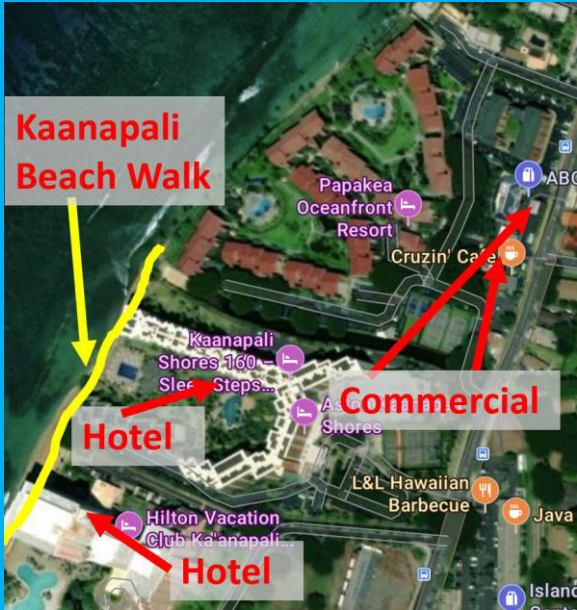 Kaanapali
Beach Walk
Papakea
Oceanfront
Resort
ABC
Cruzin' Cafe
Kaanapali
Shores 160 –
Sleep Steps...
Hotel
Commercial
Shores
L&L Hawaiian
Barbecue
Java
Hilton Vacation
Club Ka'anapali...
Hotel
Island